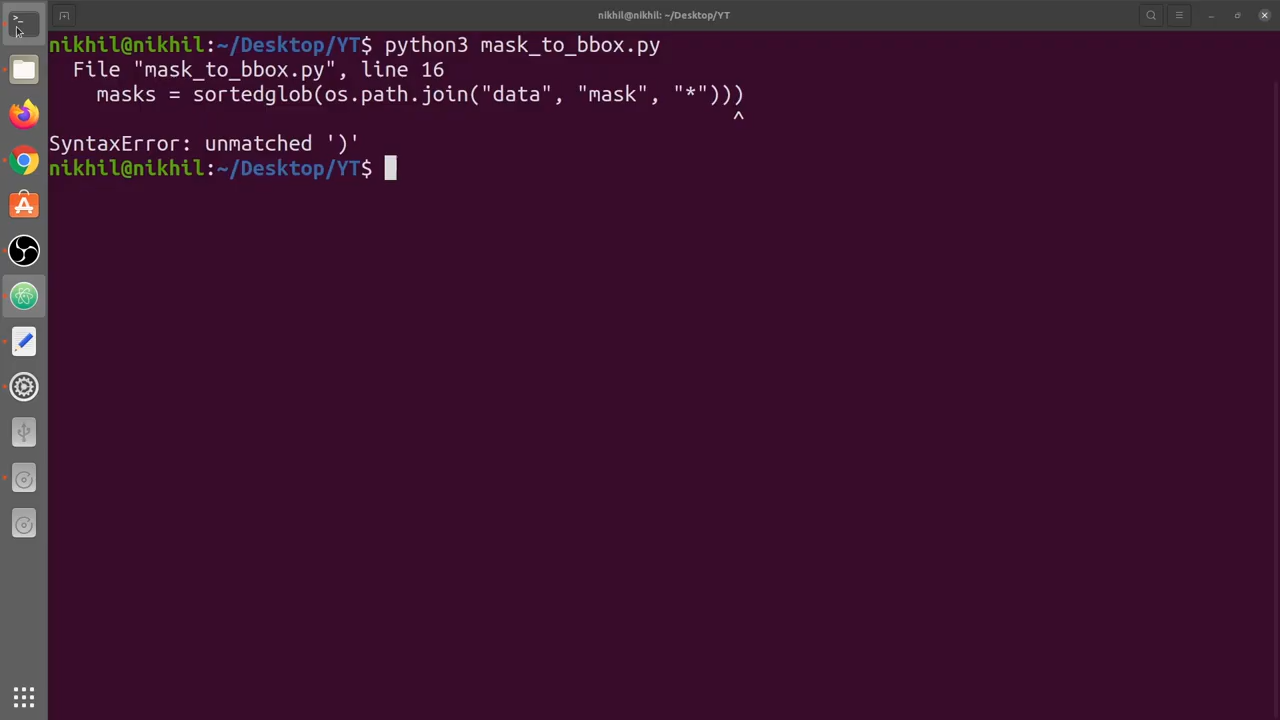 nikhil@nikhil: ~/Desktop/YT
nikhil@nikhil:~/Desktop/YT$ python3 mask_to_bbox.py
  File "mask_to_bbox.py", line 16
    masks = sortedglob(os.path.join("data", "mask", "*")))
                                                          ^
SyntaxError: unmatched ')'
nikhil@nikhil:~/Desktop/YT$